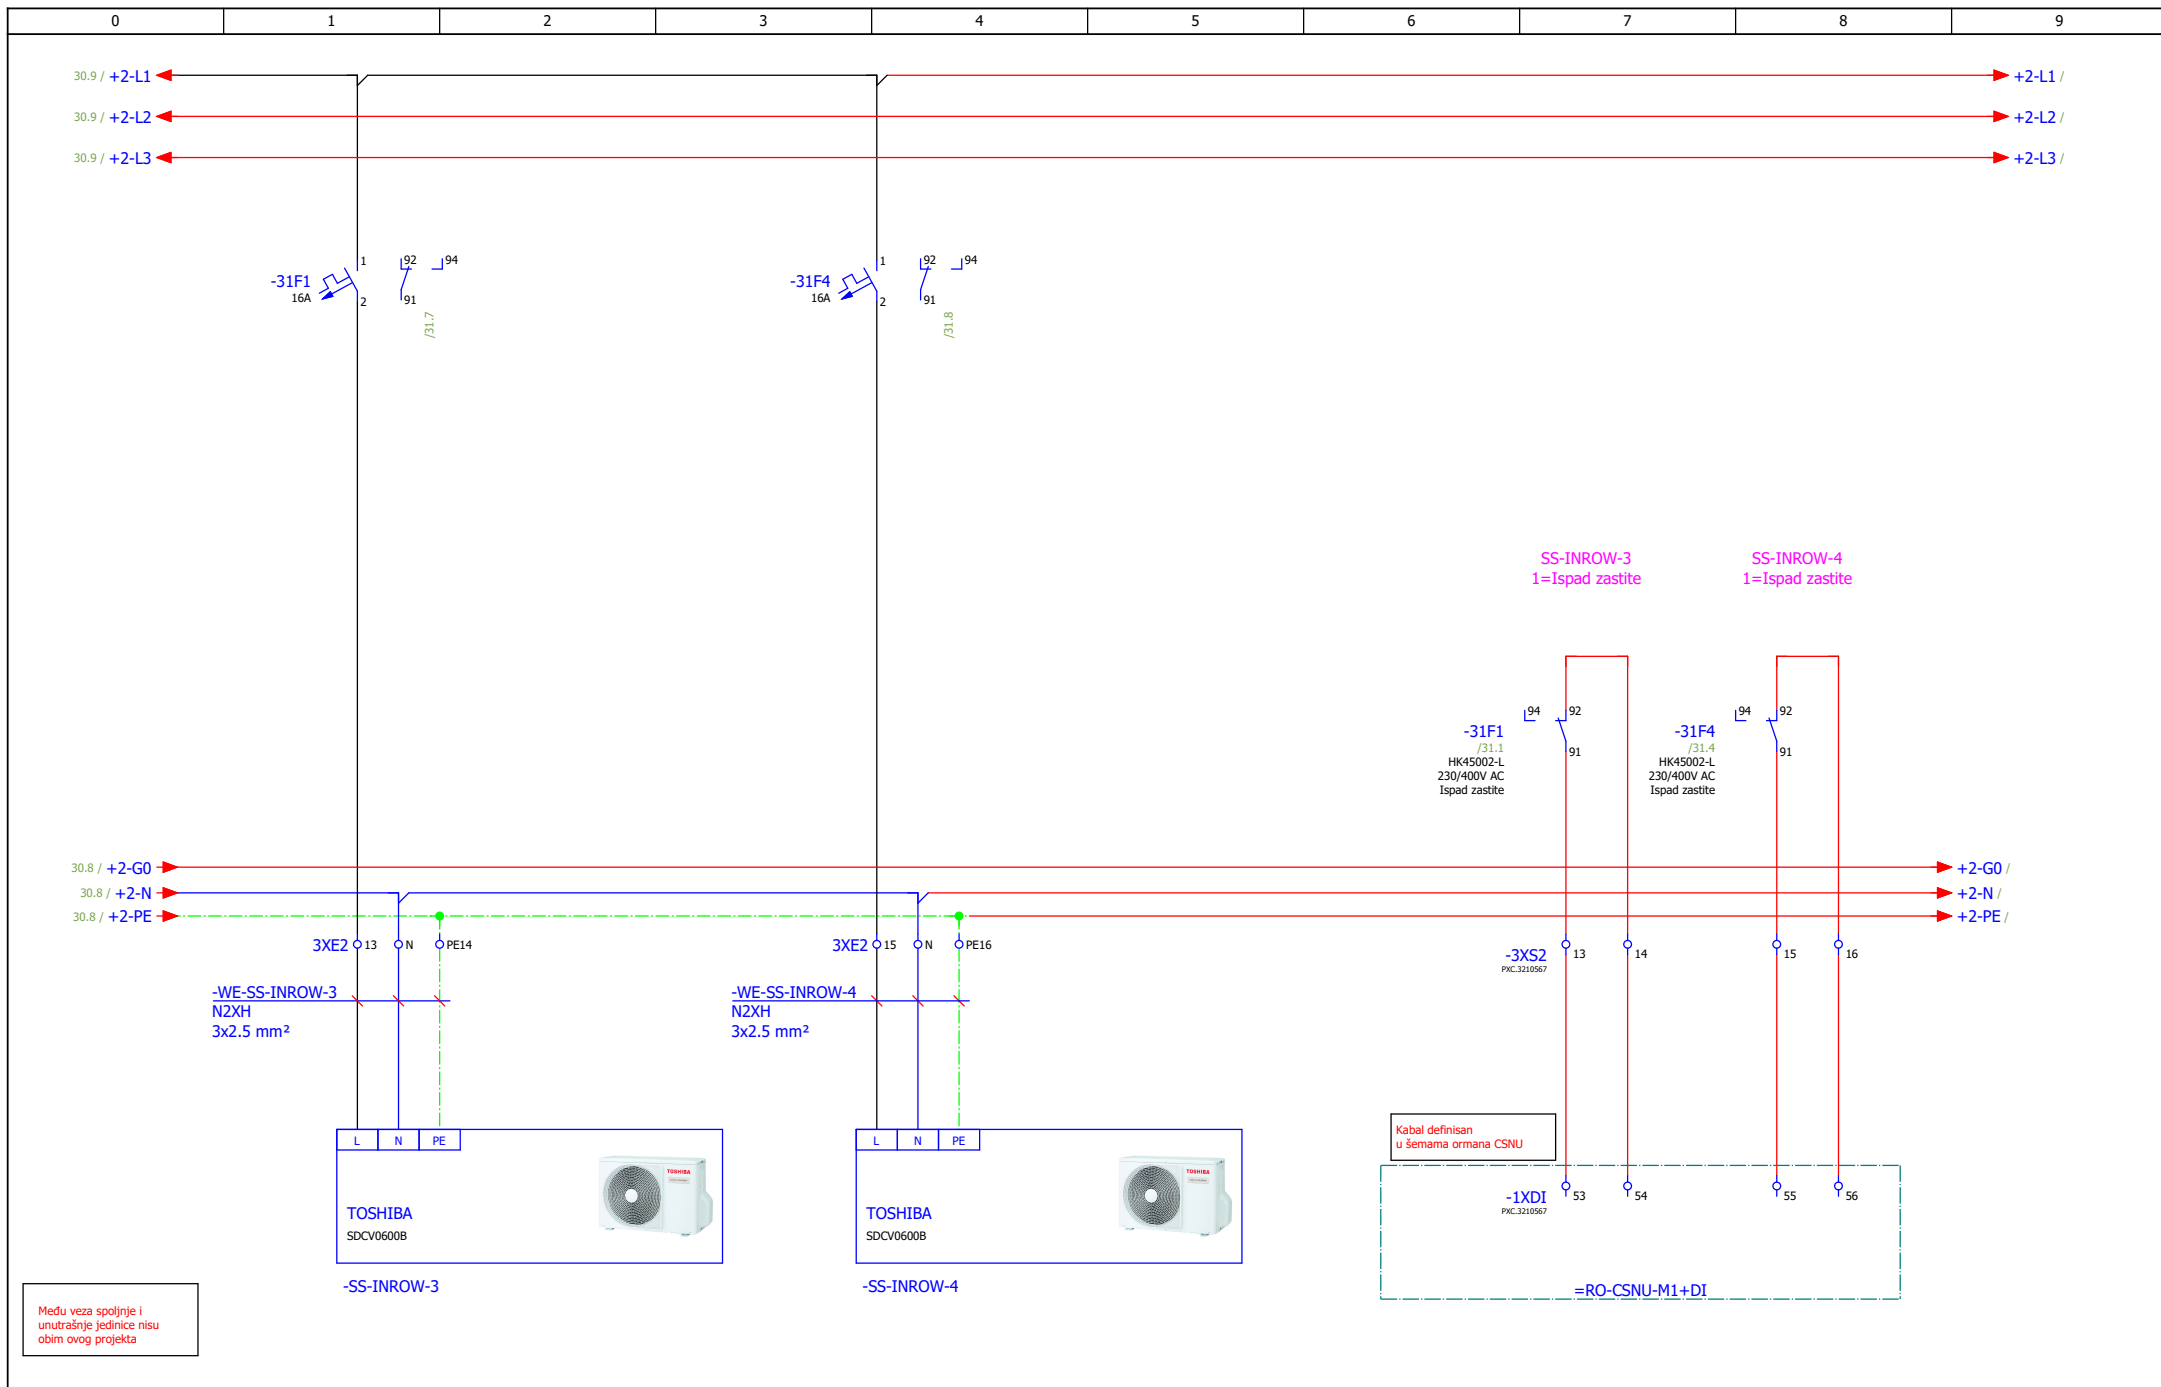 0 1 2 3 4 5 6 7 8 9
30.9 / +2-L1 +2-L1 /
30.9 / +2-L2 +2-L2 /
30.9 / +2-L3 +2-L3 /
-31F1
16A
1
2
92
91
94
/31.7
-31F4
16A
1
2
92
91
94
/31.8
SS-INROW-3
1=Ispad zastite
SS-INROW-4
1=Ispad zastite
94 92
91
-31F1
/31.1
HK45002-L
230/400V AC
Ispad zastite
94 92
91
-31F4
/31.4
HK45002-L
230/400V AC
Ispad zastite
30.8 / +2-G0 +2-G0 /
30.8 / +2-N +2-N /
30.8 / +2-PE +2-PE /
3XE2 13 N PE14
3XE2 15 N PE16
-3XS2 13 14 15 16
PXC.3210567
-WE-SS-INROW-3
N2XH
3x2.5 mm²
-WE-SS-INROW-4
N2XH
3x2.5 mm²
L N PE
TOSHIBA
TOSHIBA
SDCV0600B
-SS-INROW-3
L N PE
TOSHIBA
TOSHIBA
SDCV0600B
-SS-INROW-4
Kabal definisan
u šemama ormana CSNU
-1XDI 53 54 55 56
PXC.3210567
=RO-CSNU-M1+DI
Među veza spoljnje i
unutrašnje jedinice nisu
obim ovog projekta